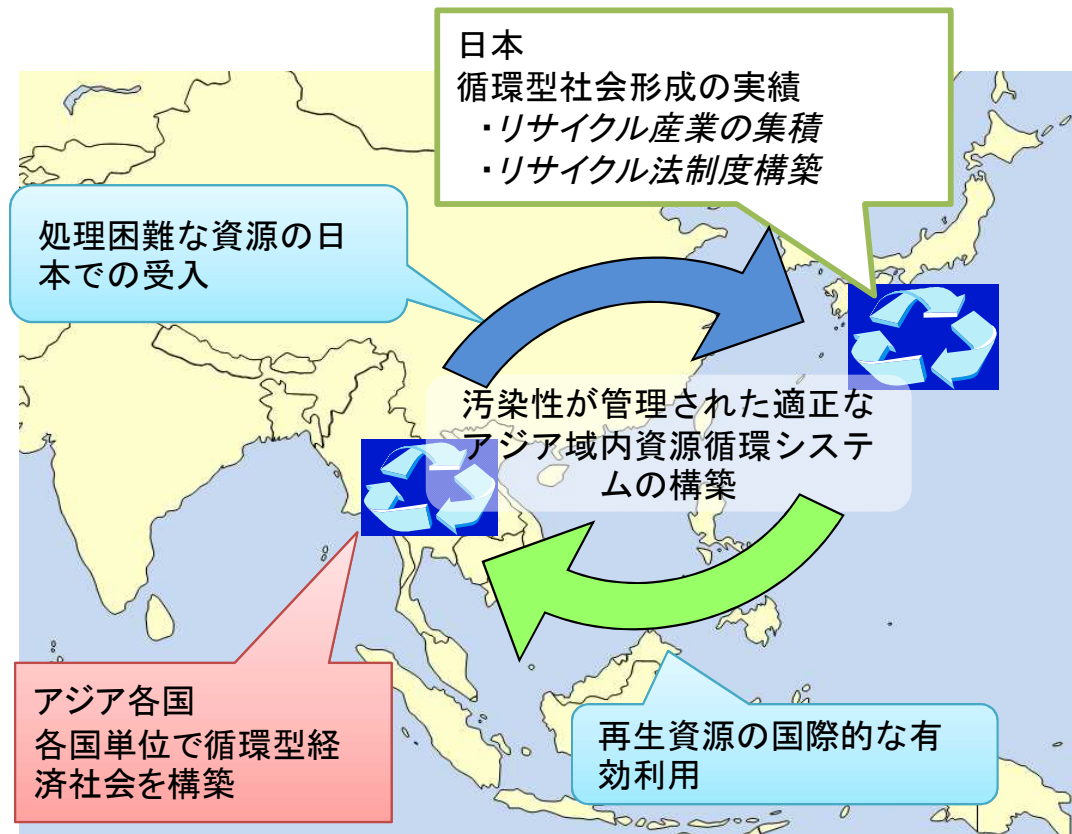 日本
循環型社会形成の実績
・リサイクル産業の集積
・リサイクル法制度構築
処理困難な資源の日
本での受入
汚染性が管理された適正な
アジア域内資源循環システ
ムの構築
アジア各国
各国単位で循環型経
済社会を構築
再生資源の国際的な有
効利用